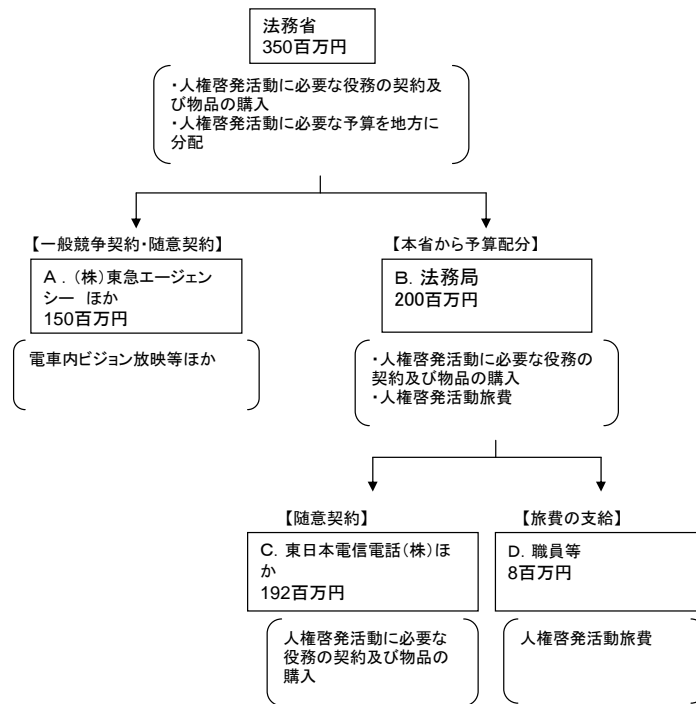 法務省
350百万円
・人権啓発活動に必要な役務の契約及
び物品の購入
・人権啓発活動に必要な予算を地方に
分配
【一般競争契約・随意契約】
A．（株）東急エージェン
シー ほか
150百万円
電車内ビジョン放映等ほか
【本省から予算配分】
B. 法務局
200百万円
・人権啓発活動に必要な役務の
契約及び物品の購入
・人権啓発活動旅費
【随意契約】
C. 東日本電信電話（株）ほ
か
192百万円
人権啓発活動に必要な
役務の契約及び物品の
購入
【旅費の支給】
D. 職員等
8百万円
人権啓発活動旅費